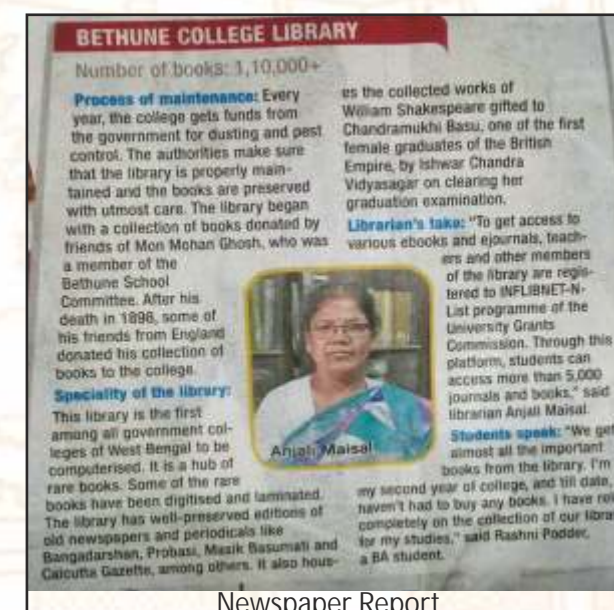 BETHUNE COLLEGE LIBRARY
Number of books: 1,10,000+
Process of maintenance: Every
year, the college gets funds from
the government for dusting and pest
control. The authorities make sure
that the library is properly main-
tained and the books are preserved
with utmost care. The library began
with a collection of books donated by
friends of Mon Mohan Ghosh, who was
a member of the
Bethune School
Committee. After his
death in 1896, some of
his friends from England
donated his collection of
books to the college.
Speciality of the library:
This library is the first
among all government col-
leges of West Bengal to be
computerised. It is a hub of
rare books. Some of the rare
books have been digitised and laminated.
The library has well-preserved editions of
old newspapers and periodicals like
Bangadarshan, Probasi, Masik Basumati and
Calcutta Gazette, among others. It also hous-
es the collected works of
William Shakespeare gifted to
Chandramukhi Basu, one of the first
female graduates of the British
Empire, by Ishwar Chandra
Vidyasagar on clearing her
graduation examination.
Librarian's take: "To get access to
various ebooks and ejournals, teach-
ers and other members
of the library are regis-
tered to INFLIBNET-N-
List programme of the
University Grants
Commission. Through this
platform, students can
access more than 5,000
journals and books," said
librarian Anjali Maisal.
Students speak: "We get
almost all the important
books from the library. I'm
my second year of college, and till date,
haven't had to buy any books. I have
completely on the collection of our
for my studies," said Rashni Podder,
a BA student.
Anjali Maisal
Newspaper Report